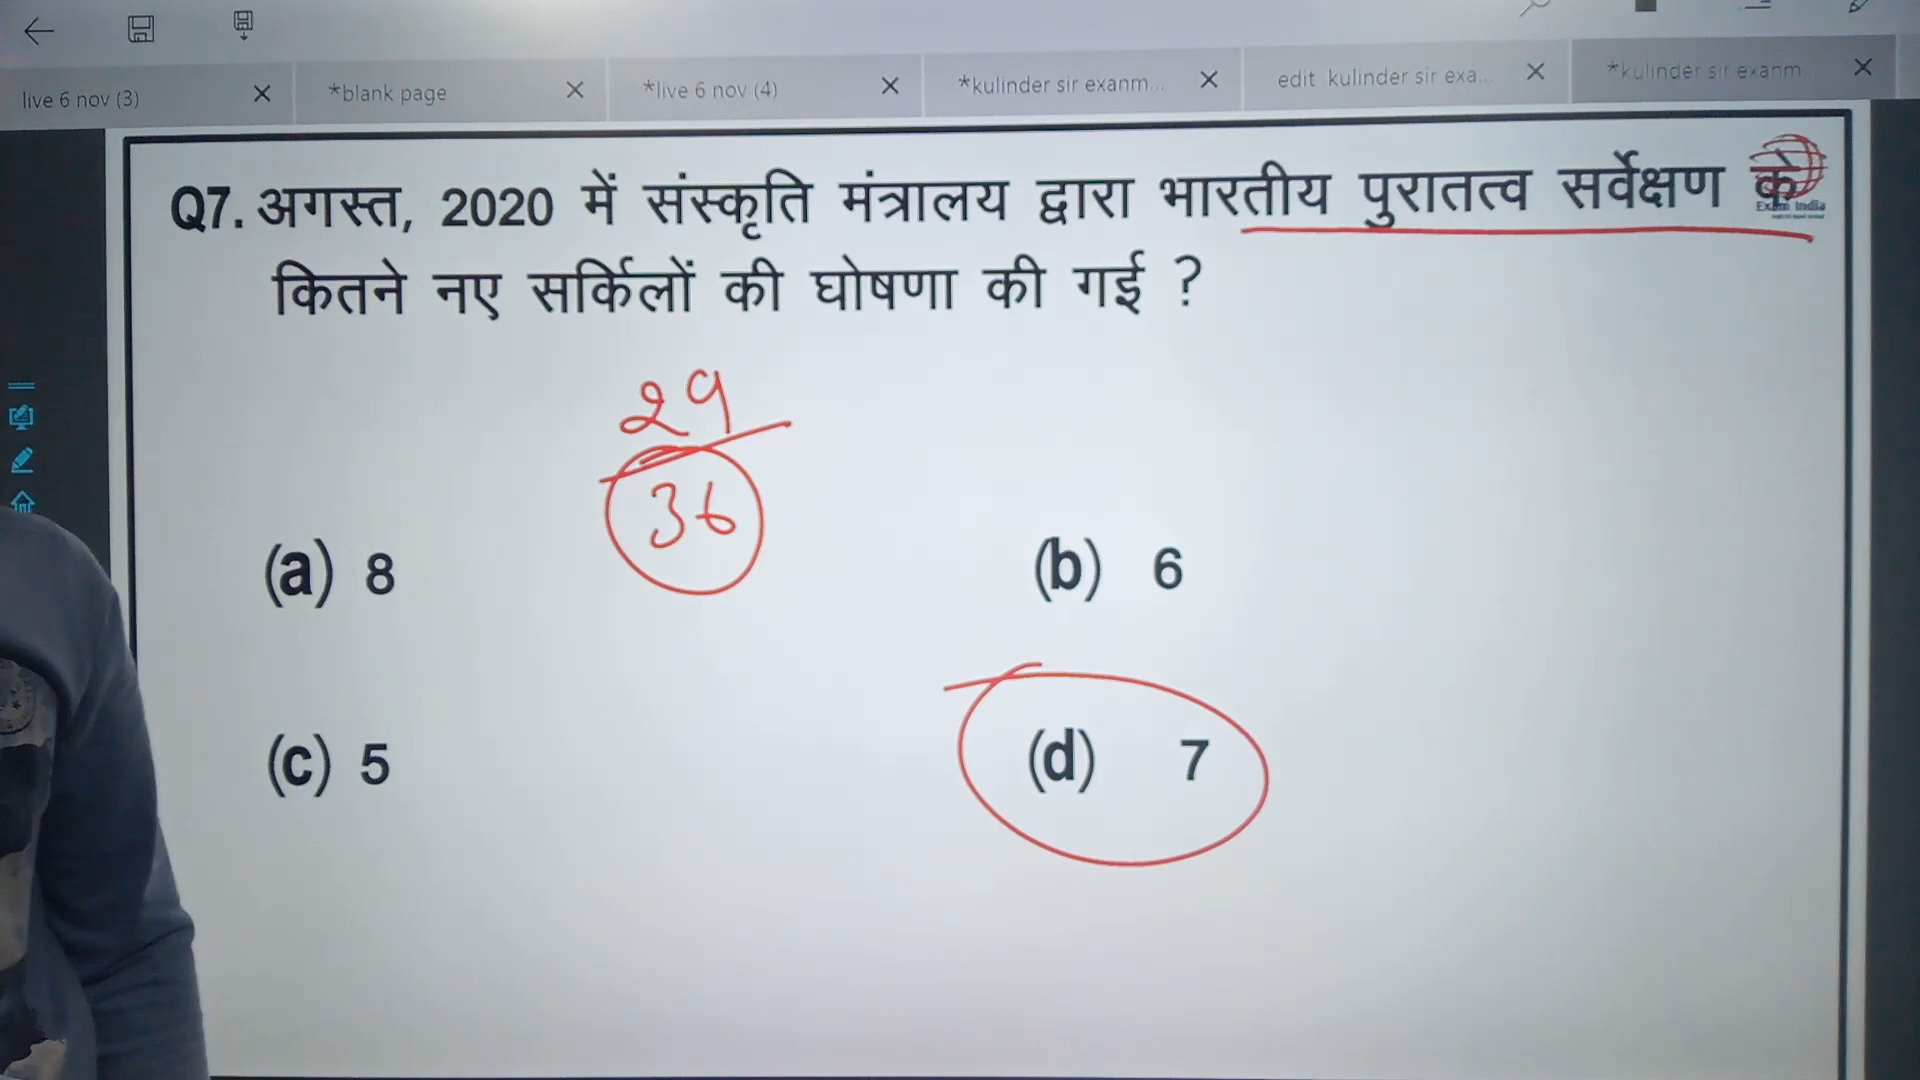 live 6 nov (3)
*blank page
*live 6 nov (4)
*kulinder sir exanm...
edit kulinder sir exa...
*kulinder sir exanm...
Q7. अगस्त, 2020 में संस्कृति मंत्रालय द्वारा भारतीय पुरातत्व सर्वेक्षण के
Exam India
कितने नए सर्किलों की घोषणा की गई ?
29
36
(a) 8
(b) 6
(c) 5
(d) 7